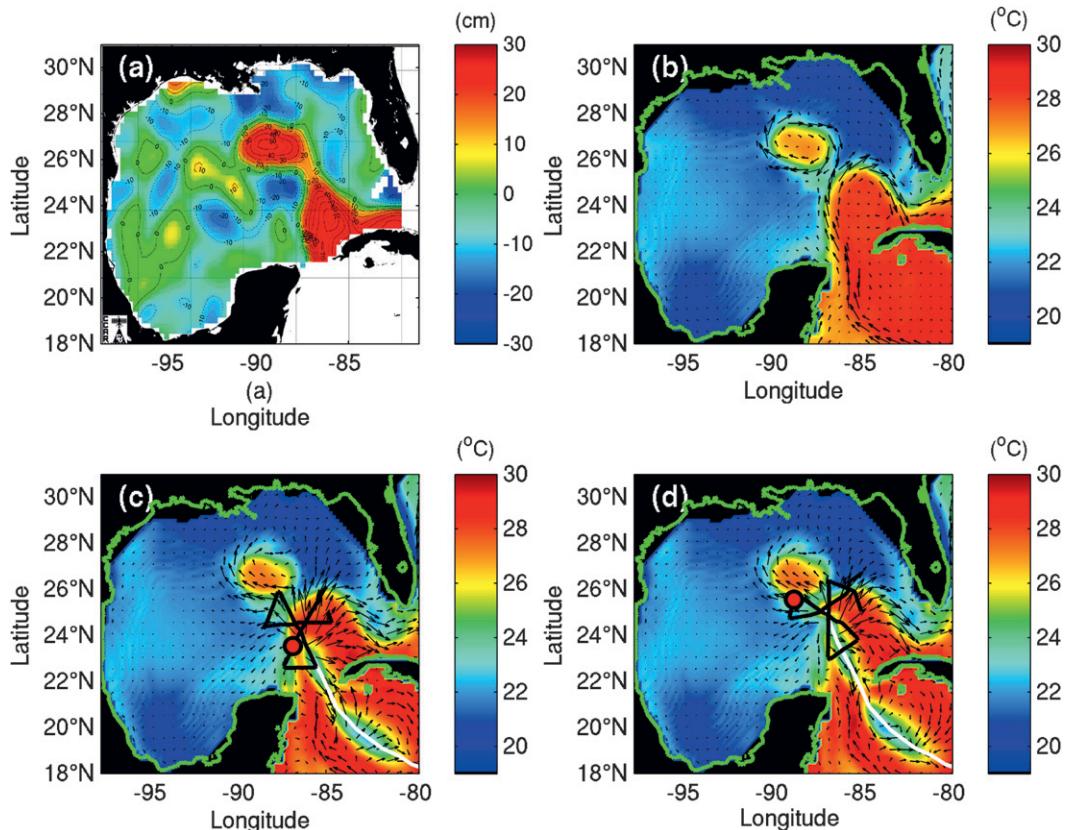 (cm)
(a)
30
20
10
0
-10
-20
-30
30°N
28°N
26°N
24°N
22°N
20°N
18°N
Latitude
-95
-90
-85
(a)
Longitude
(°C)
(b)
30
28
26
24
22
20
30°N
28°N
26°N
24°N
22°N
20°N
18°N
Latitude
-95
-90
-85
-80
Longitude
(°C)
(c)
30
28
26
24
22
20
30°N
28°N
26°N
24°N
22°N
20°N
18°N
Latitude
-95
-90
-85
-80
Longitude
(°C)
(d)
30
28
26
24
22
20
30°N
28°N
26°N
24°N
22°N
20°N
18°N
Latitude
-95
-90
-85
-80
Longitude